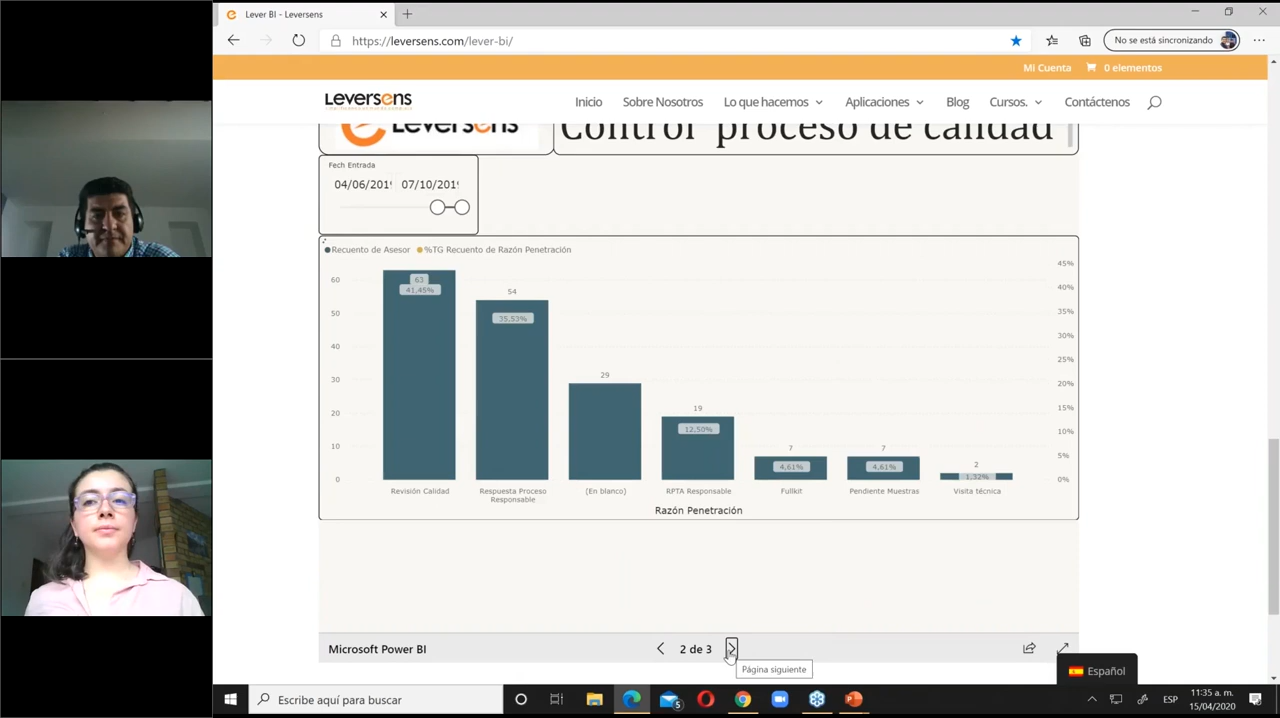 Lever BI - Leversens
https://leversens.com/lever-bi/
No se está sincronizando
Mi Cuenta
0 elementos
Leversens
Inicio
Sobre Nosotros
Lo que hacemos
Aplicaciones
Blog
Cursos.
Contáctenos
Leversens
Control proceso de calidad
Fech Entrada
04/06/201 07/10/201
Recuento de Asesor %TG Recuento de Razón Penetración
60
50
40
30
20
10
0
63
41,45%
54
35,53%
29
19
12,50%
7
4,61%
7
4,61%
2
1,32%
45%
40%
35%
30%
25%
20%
15%
10%
5%
0%
Revisión Calidad
Respuesta Proceso
Responsable
(En blanco)
RPTA Responsable
Fullkit
Pendiente Muestras
Visita técnica
Razón Penetración
Microsoft Power BI
2 de 3
Página siguiente
Español
Escribe aquí para buscar
5
ESP
11:35 a. m.
15/04/2020